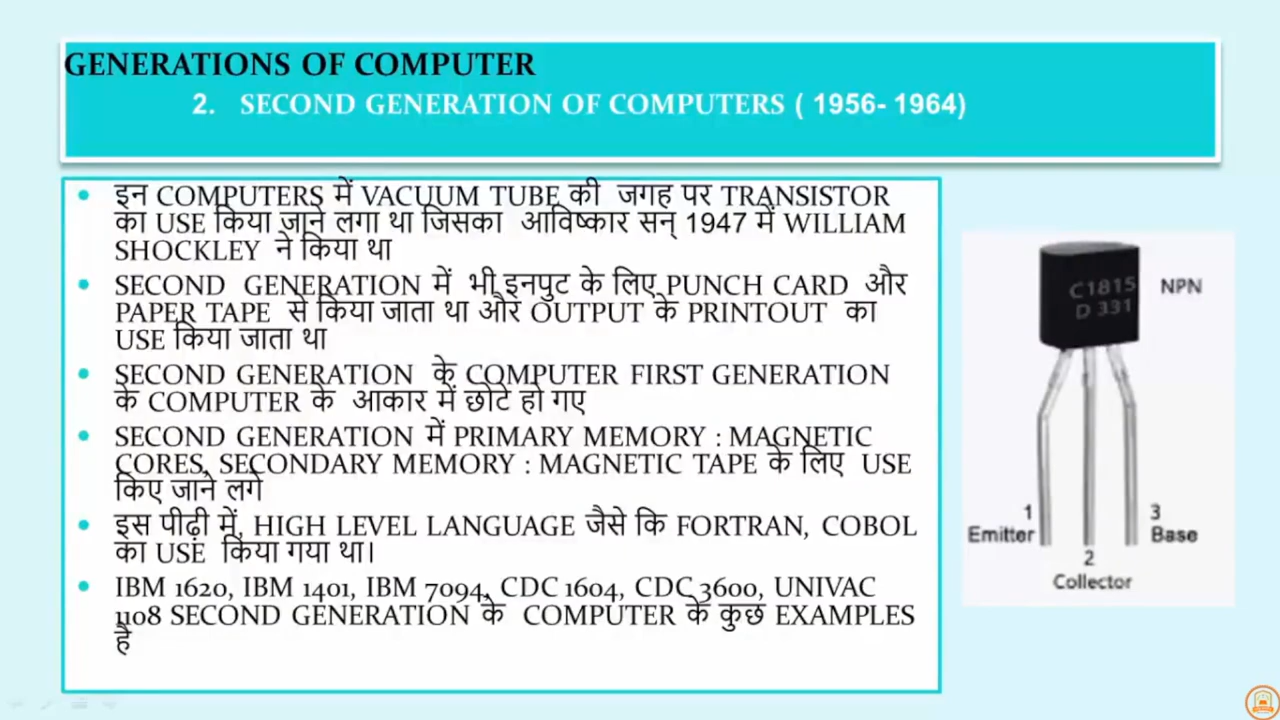 GENERATIONS OF COMPUTER
2. SECOND GENERATION OF COMPUTERS ( 1956- 1964)
• इन COMPUTERS में VACUUM TUBE की जगह पर TRANSISTOR
का USE किया जाने लगा था जिसका आविष्कार सन् 1947 में WILLIAM
SHOCKLEY ने किया था
• SECOND GENERATION में भी इनपुट के लिए PUNCH CARD और
PAPER TAPE से किया जाता था और OUTPUT के PRINTOUT का
USE किया जाता था
• SECOND GENERATION के COMPUTER FIRST GENERATION
के COMPUTER के आकार में छोटे हो गए
• SECOND GENERATION में PRIMARY MEMORY : MAGNETIC
CORES, SECONDARY MEMORY : MAGNETIC TAPE के लिए USE
किए जाने लगे
• इस पीढ़ी में, HIGH LEVEL LANGUAGE जैसे कि FORTRAN, COBOL
का USE किया गया था।
• IBM 1620, IBM 1401, IBM 7094, CDC 1604, CDC 3600, UNIVAC
1108 SECOND GENERATION के COMPUTER के कुछ EXAMPLES
है
C1815
D 331
NPN
1
Emitter
2
Collector
3
Base